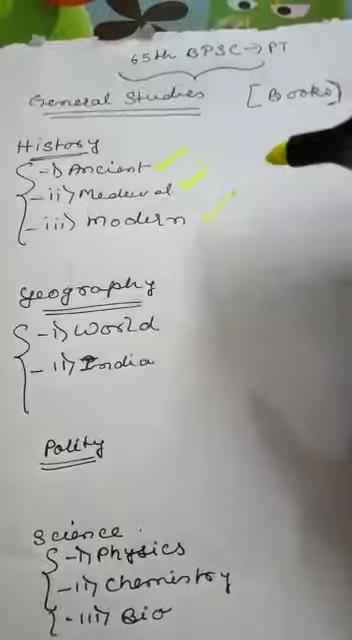 65th BPSC → PT
General Studies [Books]
History
- i) Ancient
- ii) Medieval
- iii) Modern
Geography
- i) World
- ii) India
Polity
Science
- i) Physics
- ii) Chemistry
- iii) Bio